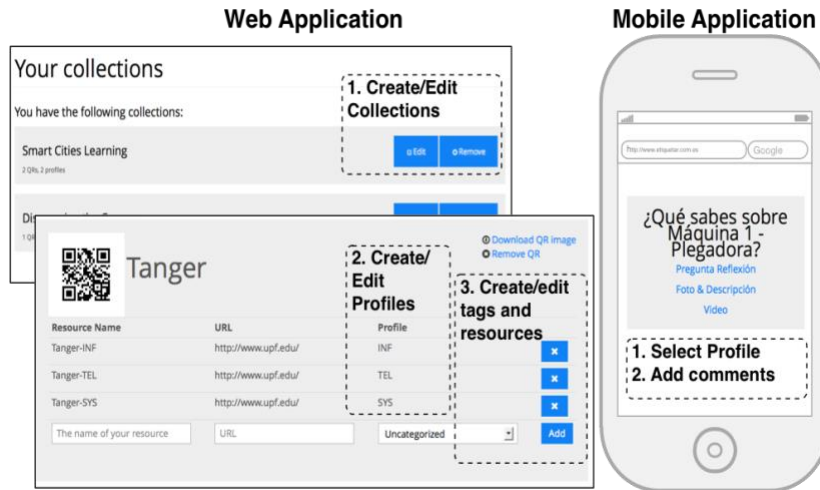 Web Application
Mobile Application
Your collections
You have the following collections:
1. Create/Edit
Collections
Smart Cities Learning
2 QRs, 2 profiles
Edit
Remove
1 QR
Tanger
Download QR image
Remove QR
2. Create/
Edit
Profiles
3. Create/edit
tags and
resources
Resource Name URL Profile
Tanger-INF http://www.upf.edu/ INF
Tanger-TEL http://www.upf.edu/ TEL
Tanger-SYS http://www.upf.edu/ SYS
The name of your resource URL Uncategorized Add
Google
¿Qué sabes sobre
Máquina 1 -
Plegadora?
Pregunta Reflexión
Foto & Descripción
Video
1. Select Profile
2. Add comments